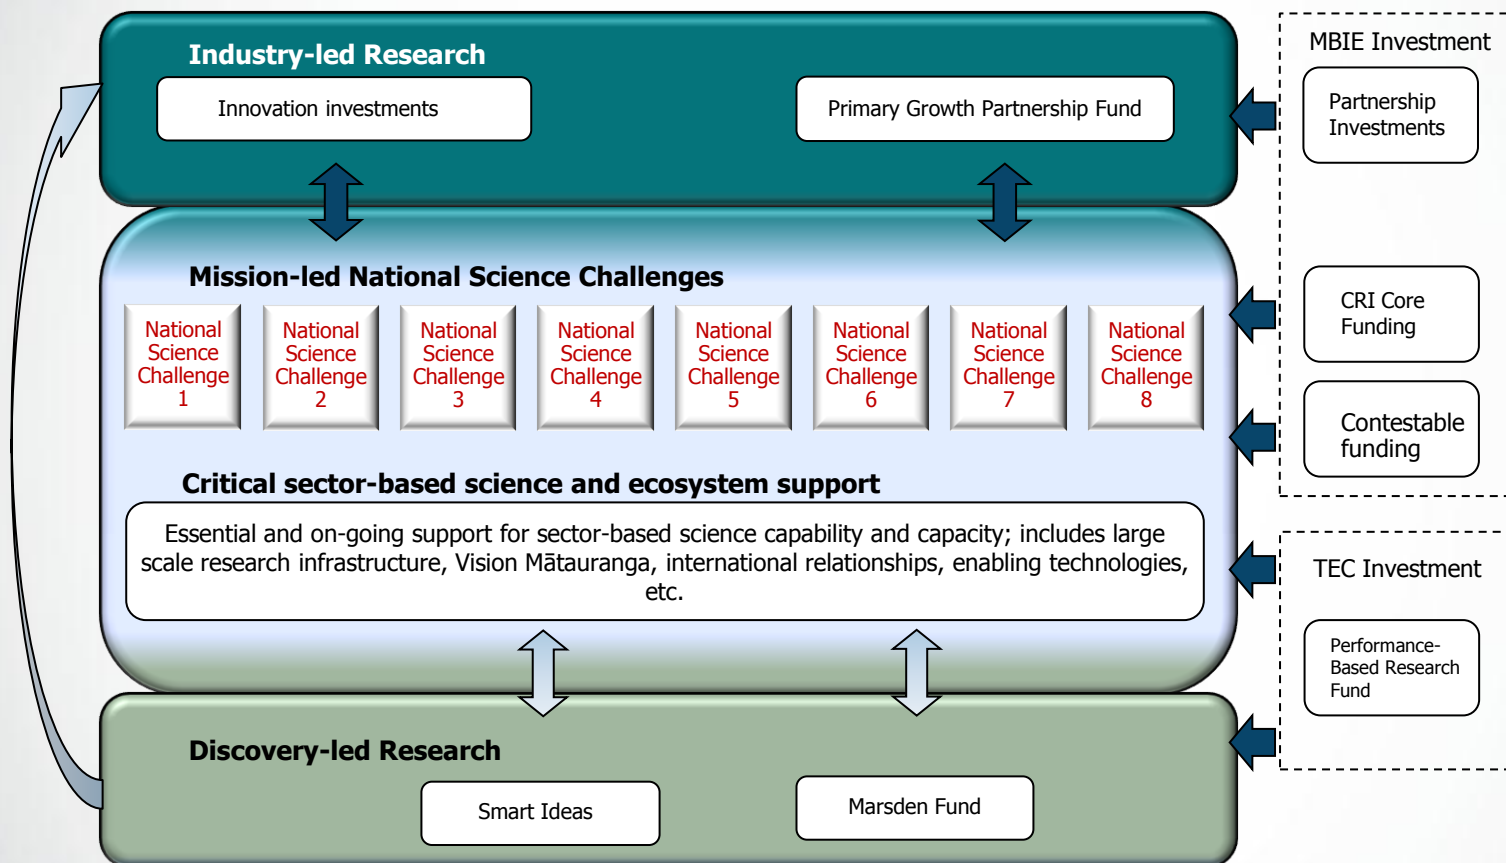 Industry-led Research
Innovation investments
Primary Growth Partnership Fund
Mission-led National Science Challenges
National
Science
Challenge
1
National
Science
Challenge
2
National
Science
Challenge
3
National
Science
Challenge
4
National
Science
Challenge
5
National
Science
Challenge
6
National
Science
Challenge
7
National
Science
Challenge
8
Critical sector-based science and ecosystem support
Essential and on-going support for sector-based science capability and capacity; includes large
scale research infrastructure, Vision Mātauranga, international relationships, enabling technologies,
etc.
Discovery-led Research
Smart Ideas
Marsden Fund
MBIE Investment
Partnership
Investments
CRI Core
Funding
Contestable
funding
TEC Investment
Performance-
Based Research
Fund